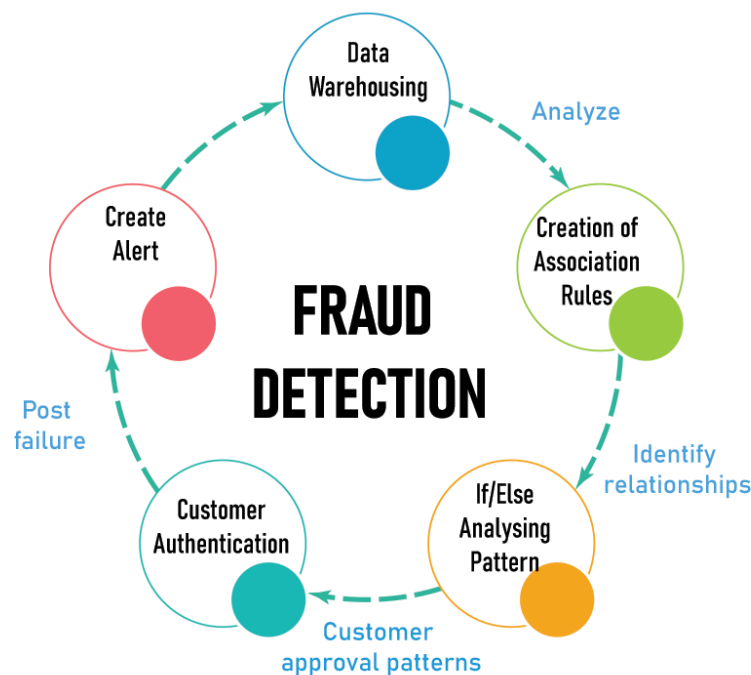 Data
Warehousing
Analyze
Creation of
Association
Rules
Identify
relationships
If/Else
Analysing
Pattern
Customer
approval patterns
Customer
Authentication
Post
failure
Create
Alert
FRAUD
DETECTION